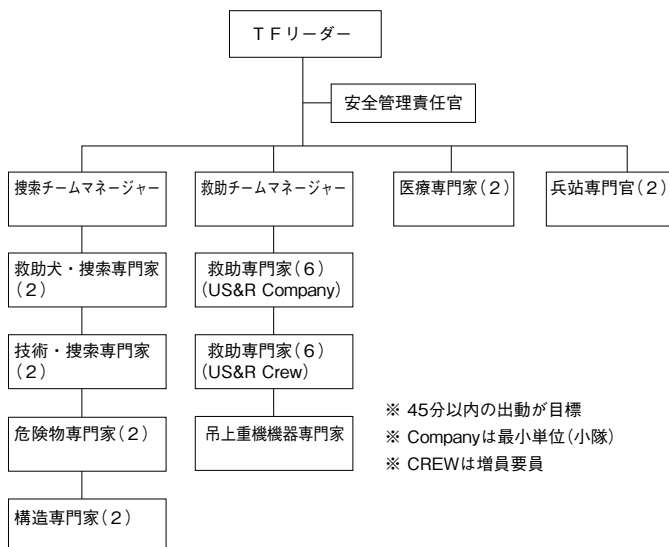 ＴＦリーダー
安全管理責任官
捜索チームマネージャー
救助チームマネージャー
医療専門家（２）
兵站専門官（２）
救助犬・捜索専門家
（２）
救助専門家（６）
(US&R Company)
技術・捜索専門家
（２）
救助専門家（６）
(US&R Crew)
危険物専門家（２）
吊上重機機器専門家
構造専門家（２）
※ 45分以内の出動が目標
※ Companyは最小単位（小隊）
※ CREWは増員要員